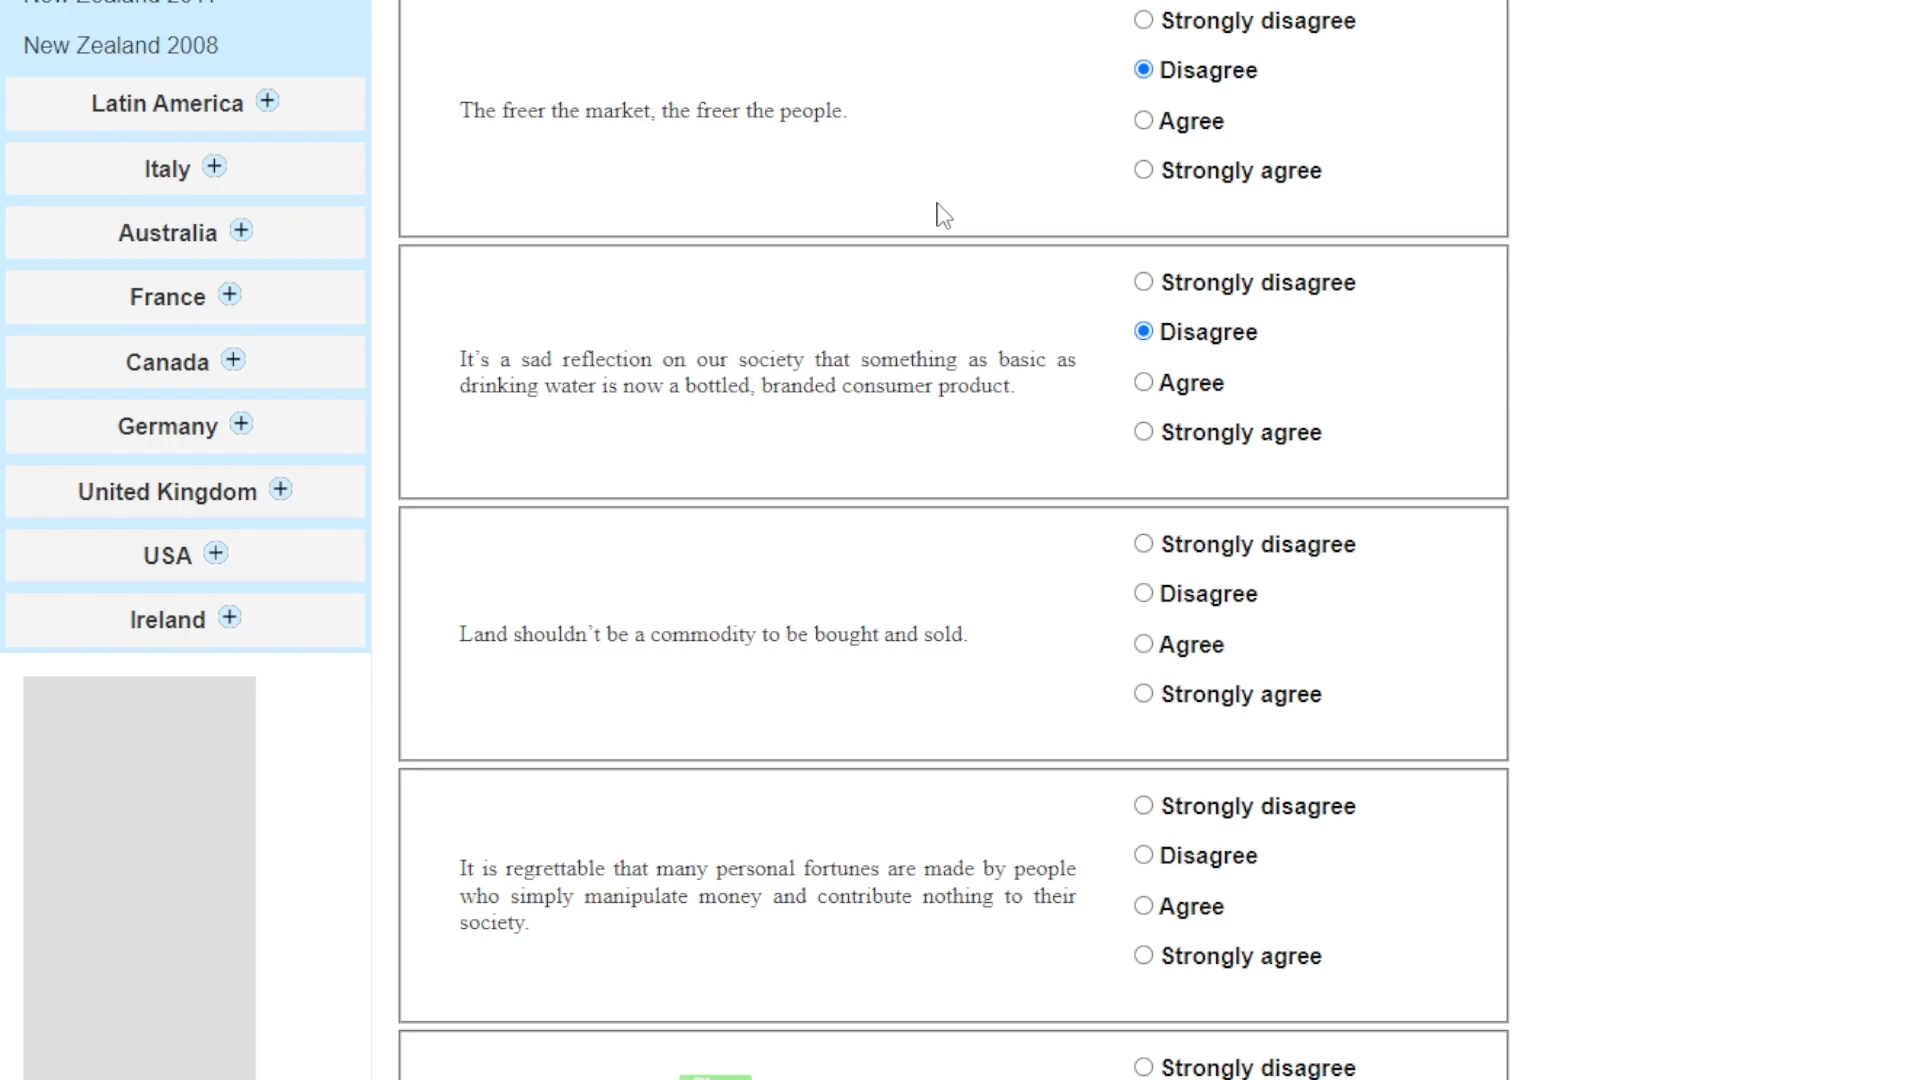 New Zealand 2011
New Zealand 2008
Latin America
Italy
Australia
France
Canada
Germany
United Kingdom
USA
Ireland
Strongly disagree
Disagree
The freer the market, the freer the people.
Agree
Strongly agree
Strongly disagree
Disagree
It's a sad reflection on our society that something as basic as
drinking water is now a bottled, branded consumer product.
Agree
Strongly agree
Strongly disagree
Disagree
Land shouldn't be a commodity to be bought and sold.
Agree
Strongly agree
Strongly disagree
Disagree
It is regrettable that many personal fortunes are made by people
who simply manipulate money and contribute nothing to their
society.
Agree
Strongly agree
Strongly disagree